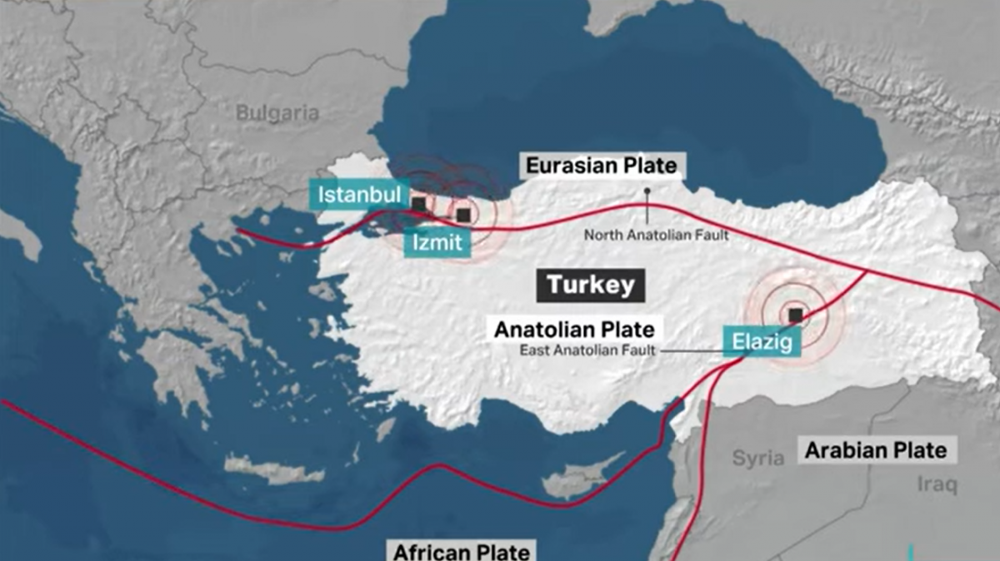 Bulgaria
Eurasian Plate
Istanbul
North Anatolian Fault
Izmit
Turkey
Anatolian Plate
East Anatolian Fault
Elazig
Syria
Arabian Plate
Iraq
African Plate